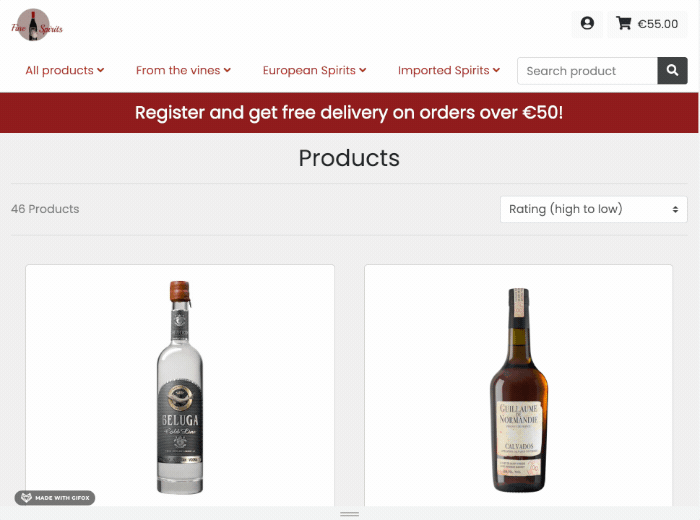 Fine Spirits
€55.00
All products
From the vines
European Spirits
Imported Spirits
Search product
Register and get free delivery on orders over €50!
Products
46 Products
Rating (high to low)
BELUGA
Gold Line
GUILLAUME
DE
NORMANDIE
CALVADOS
MADE WITH GIFOX